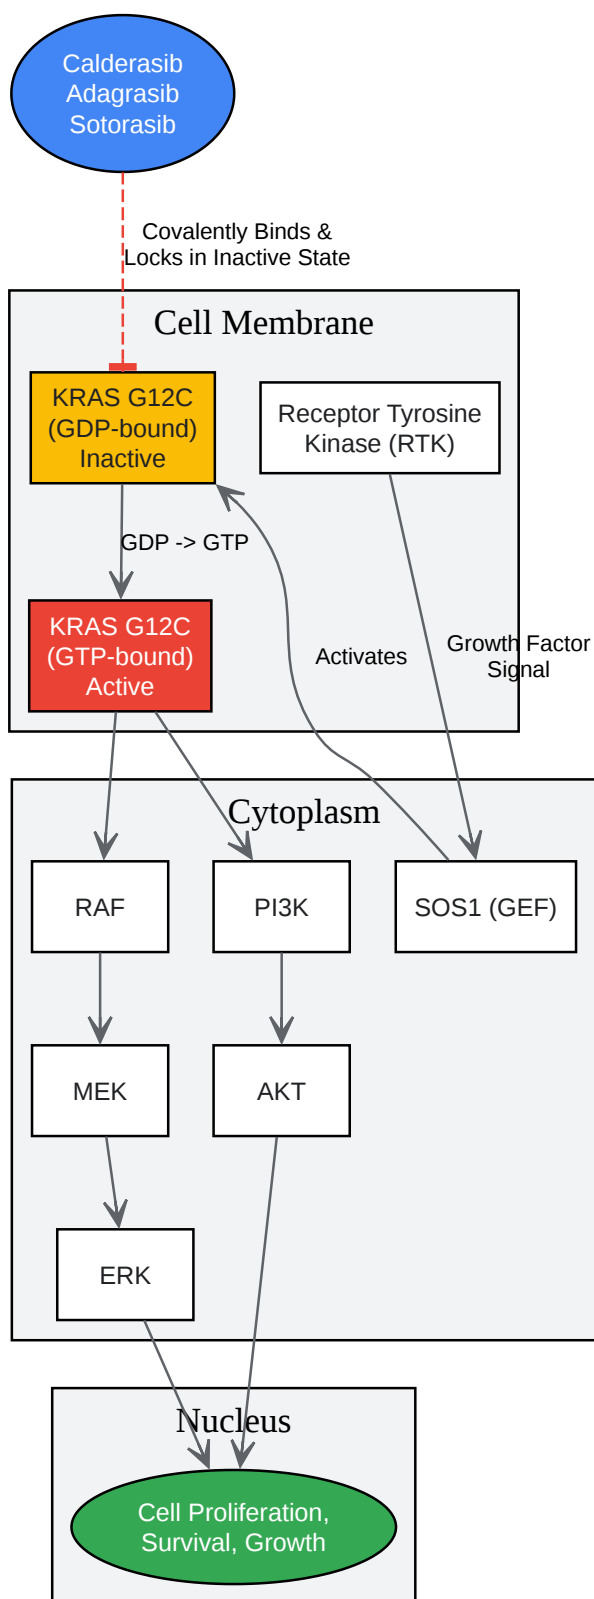 Calderasib
Adagrasib
Sotorasib
Covalently Binds &
Locks in Inactive State
Cell Membrane
KRAS G12C
(GDP-bound)
Inactive
Receptor Tyrosine
Kinase (RTK)
GDP -> GTP
KRAS G12C
(GTP-bound)
Active
Activates
Growth Factor
Signal
Cytoplasm
RAF
PI3K
SOS1 (GEF)
MEK
AKT
ERK
Nucleus
Cell Proliferation,
Survival, Growth